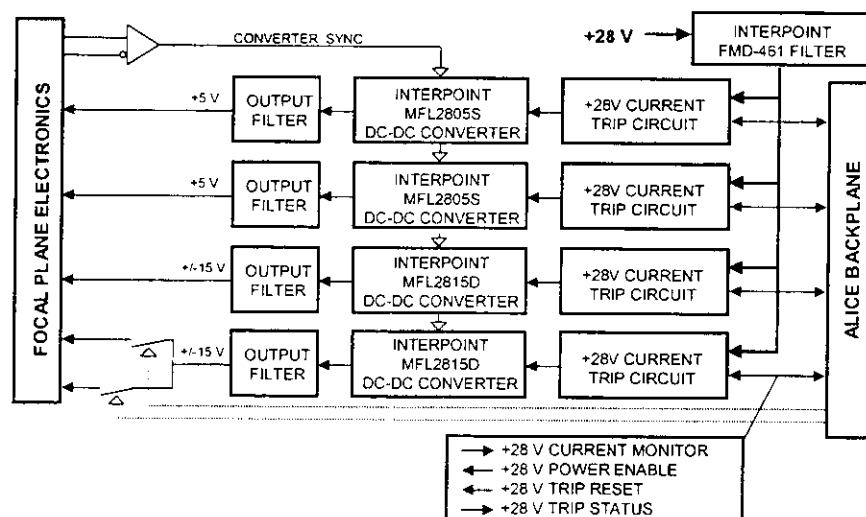 CONVERTER SYNC
+28 V
INTERPOINT
FMD-461 FILTER
FOCAL PLANE ELECTRONICS
ALICE BACKPLANE
+5 V
OUTPUT
FILTER
INTERPOINT
MFL2805S
DC-DC CONVERTER
+28V CURRENT
TRIP CIRCUIT
+5 V
OUTPUT
FILTER
INTERPOINT
MFL2805S
DC-DC CONVERTER
+28V CURRENT
TRIP CIRCUIT
+/-15 V
OUTPUT
FILTER
INTERPOINT
MFL2815D
DC-DC CONVERTER
+28V CURRENT
TRIP CIRCUIT
+/-15 V
OUTPUT
FILTER
INTERPOINT
MFL2815D
DC-DC CONVERTER
+28V CURRENT
TRIP CIRCUIT
+28 V CURRENT MONITOR
+28 V POWER ENABLE
+28 V TRIP RESET
+28 V TRIP STATUS